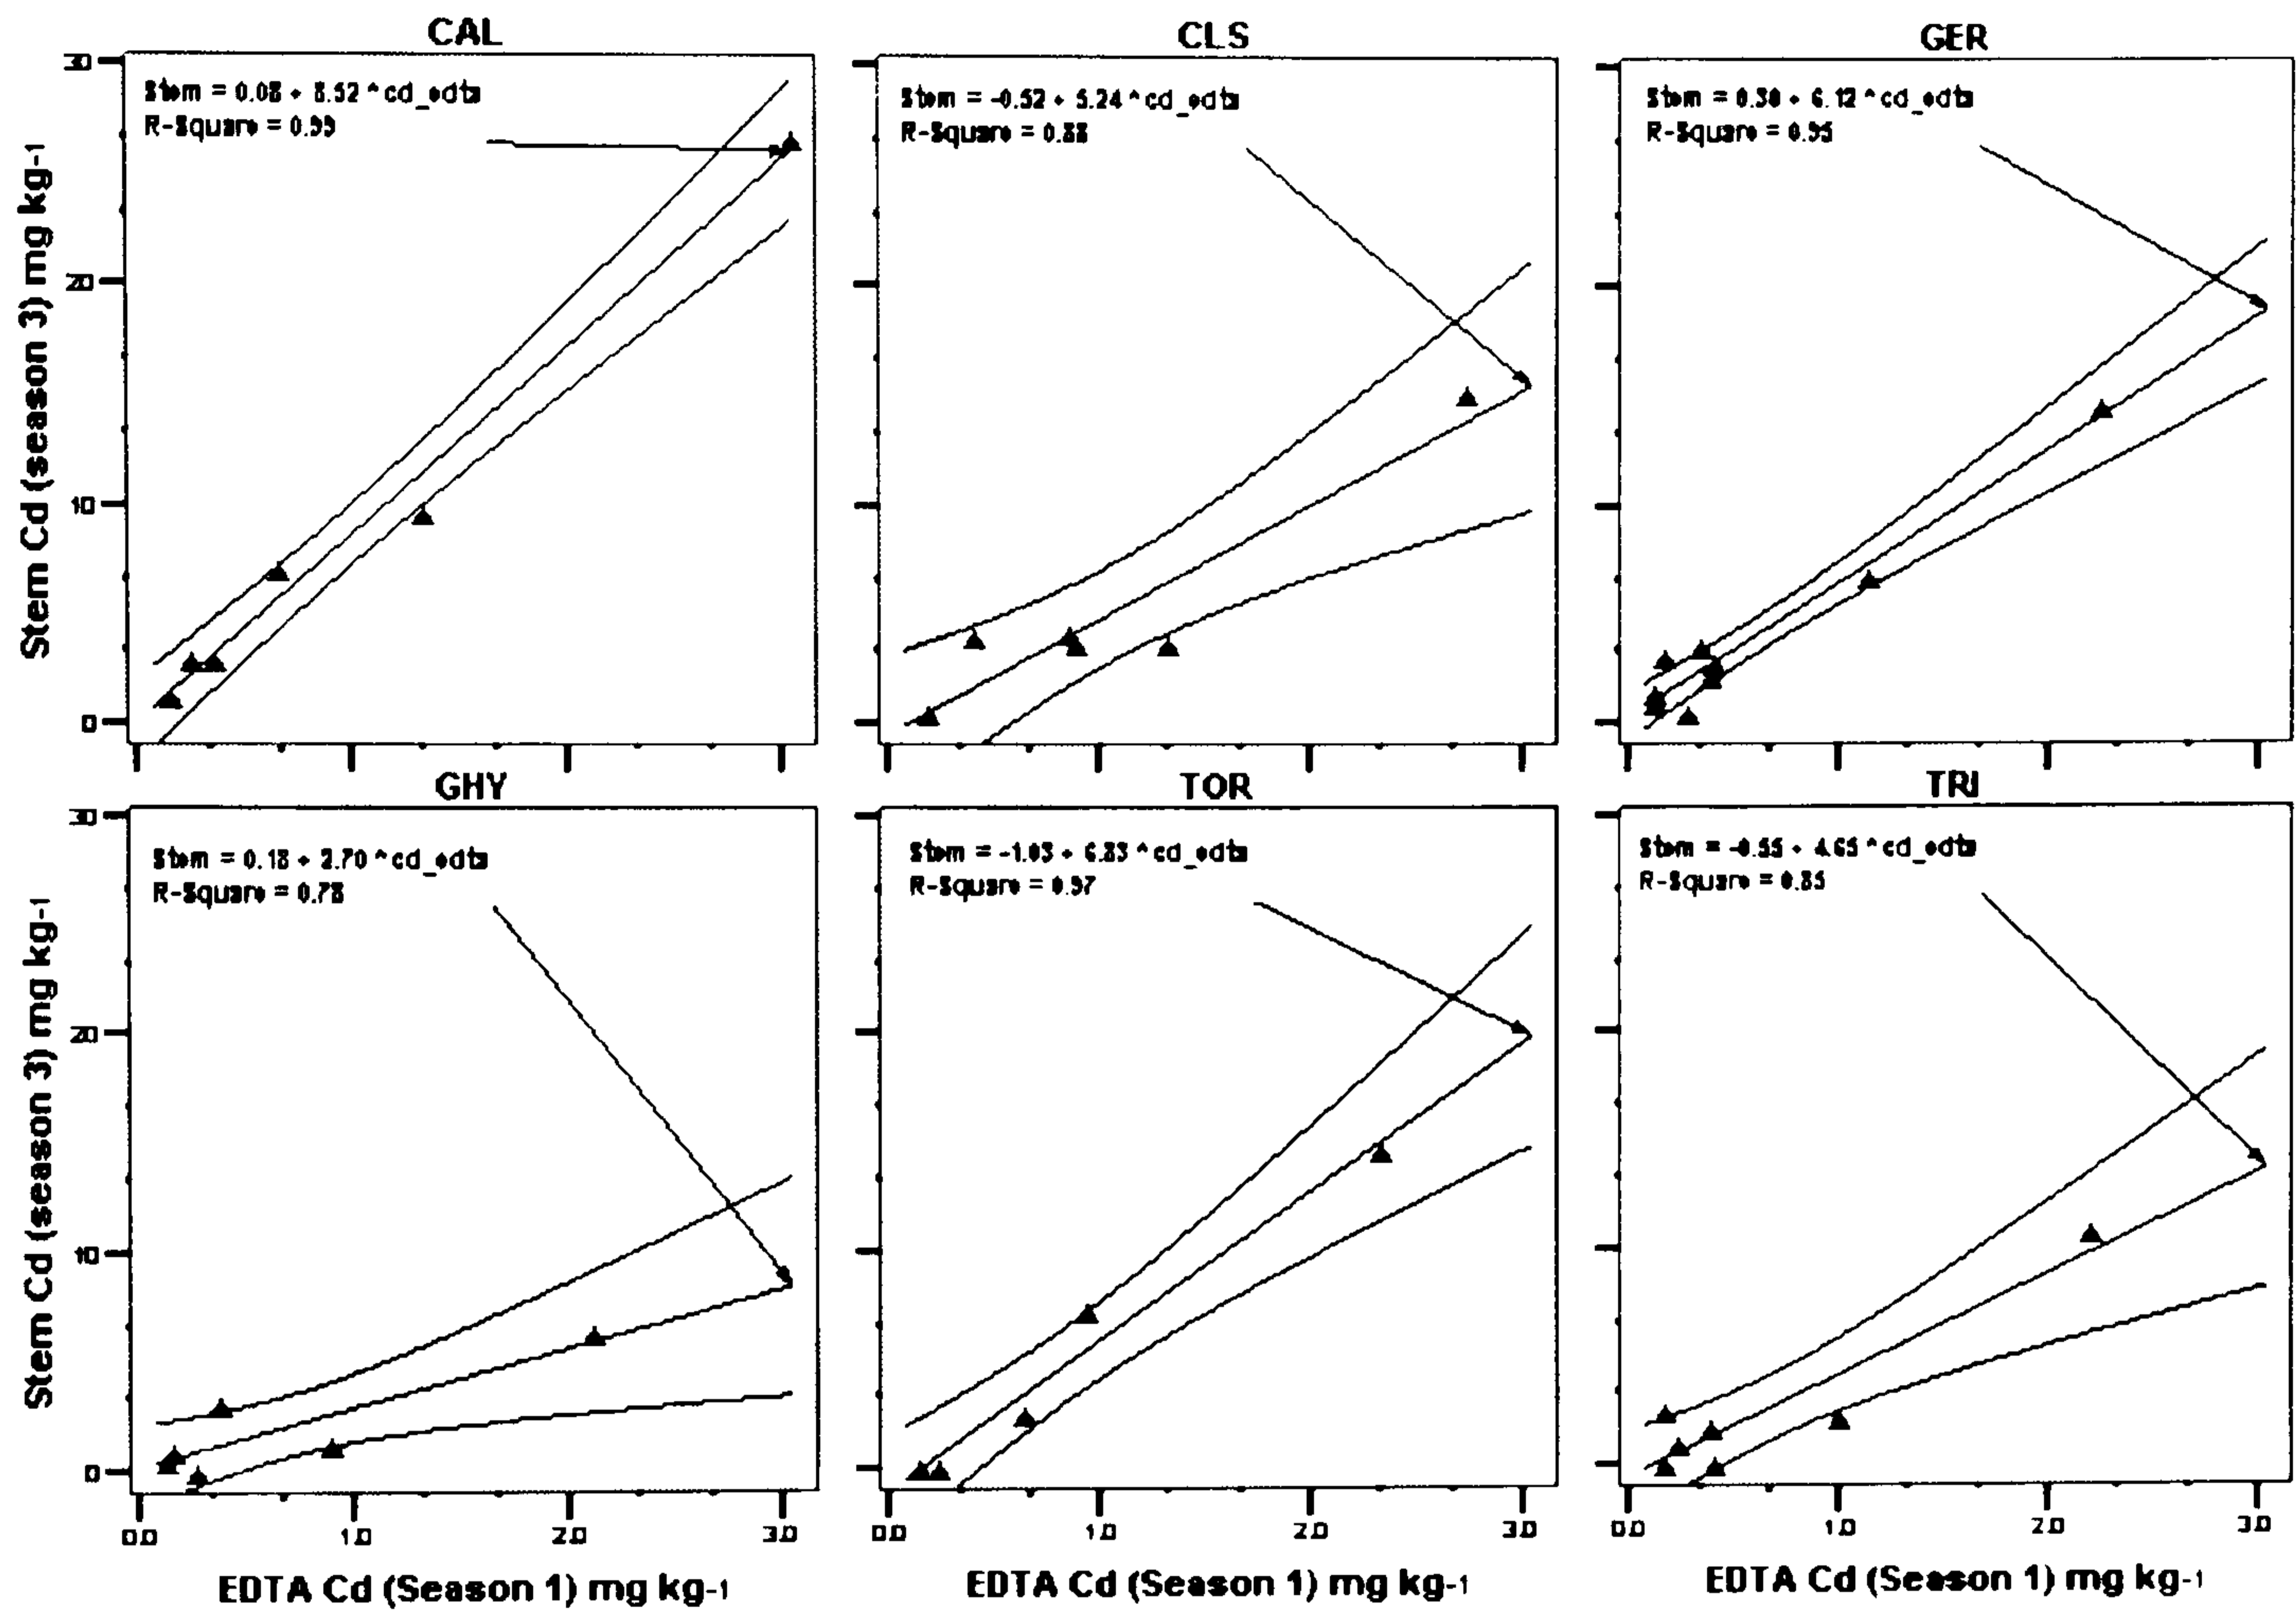 CAL
CLS
GER
Stem Cd (season 3) mg kg-1
30
20
10
0
Stem = 0.08 + 8.52 * cd_edta
R-Square = 0.99
Stem = -0.52 + 5.24 * cd_edta
R-Square = 0.88
Stem = 0.50 + 6.12 * cd_edta
R-Square = 0.95
GHY
TOR
TRI
Stem Cd (season 3) mg kg-1
30
20
10
0
Stem = 0.18 + 2.70 * cd_edta
R-Square = 0.78
Stem = -1.03 + 6.83 * cd_edta
R-Square = 0.97
Stem = -0.55 + 4.65 * cd_edta
R-Square = 0.85
0.0 1.0 2.0 3.0
0.0 1.0 2.0 3.0
0.0 1.0 2.0 3.0
EDTA Cd (Season 1) mg kg-1
EDTA Cd (Season 1) mg kg-1
EDTA Cd (Season 1) mg kg-1